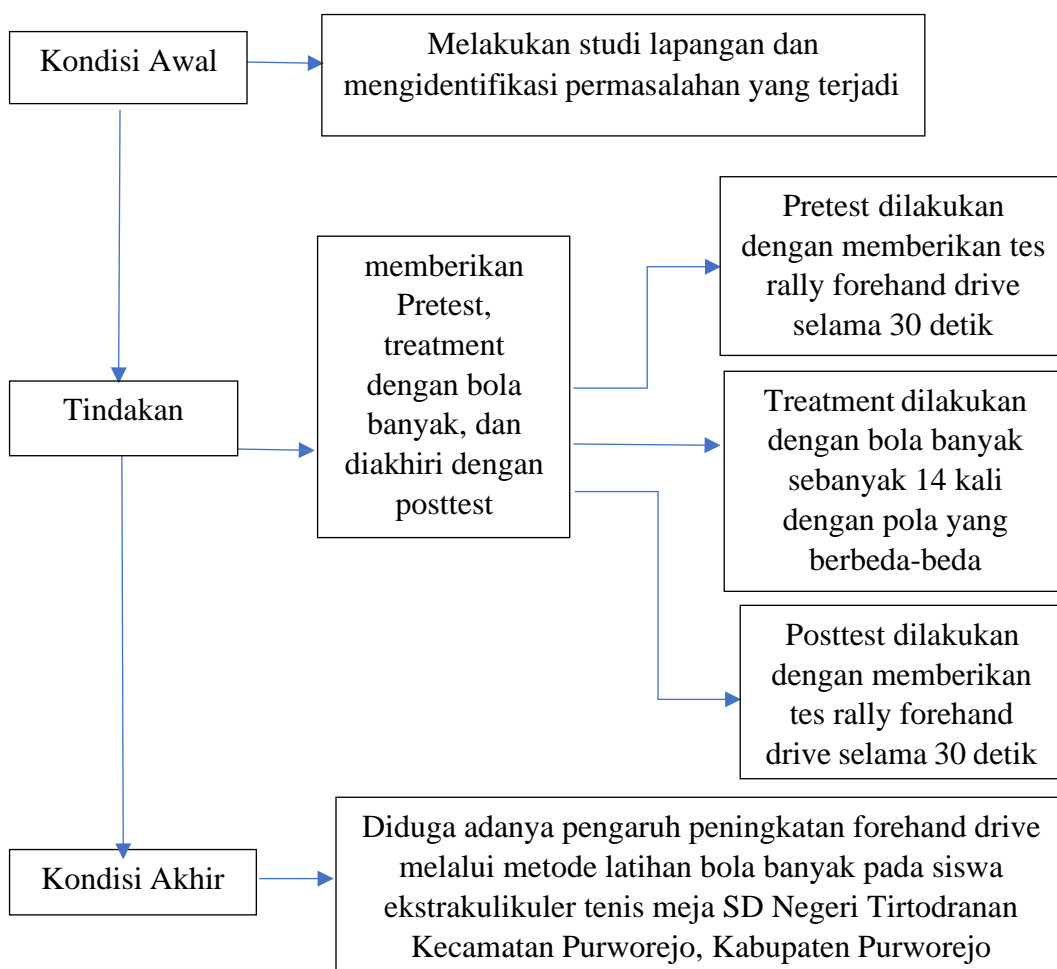 Kondisi Awal
Melakukan studi lapangan dan
mengidentifikasi permasalahan yang terjadi
Tindakan
memberikan
Pretest,
treatment
dengan bola
banyak, dan
diakhiri dengan
posttest
Pretest dilakukan
dengan memberikan tes
rally forehand drive
selama 30 detik
Treatment dilakukan
dengan bola banyak
sebanyak 14 kali
dengan pola yang
berbeda-beda
Posttest dilakukan
dengan memberikan
tes rally forehand
drive selama 30 detik
Kondisi Akhir
Diduga adanya pengaruh peningkatan forehand drive
melalui metode latihan bola banyak pada siswa
ekstrakulikuler tenis meja SD Negeri Tirtodranan
Kecamatan Purworejo, Kabupaten Purworejo